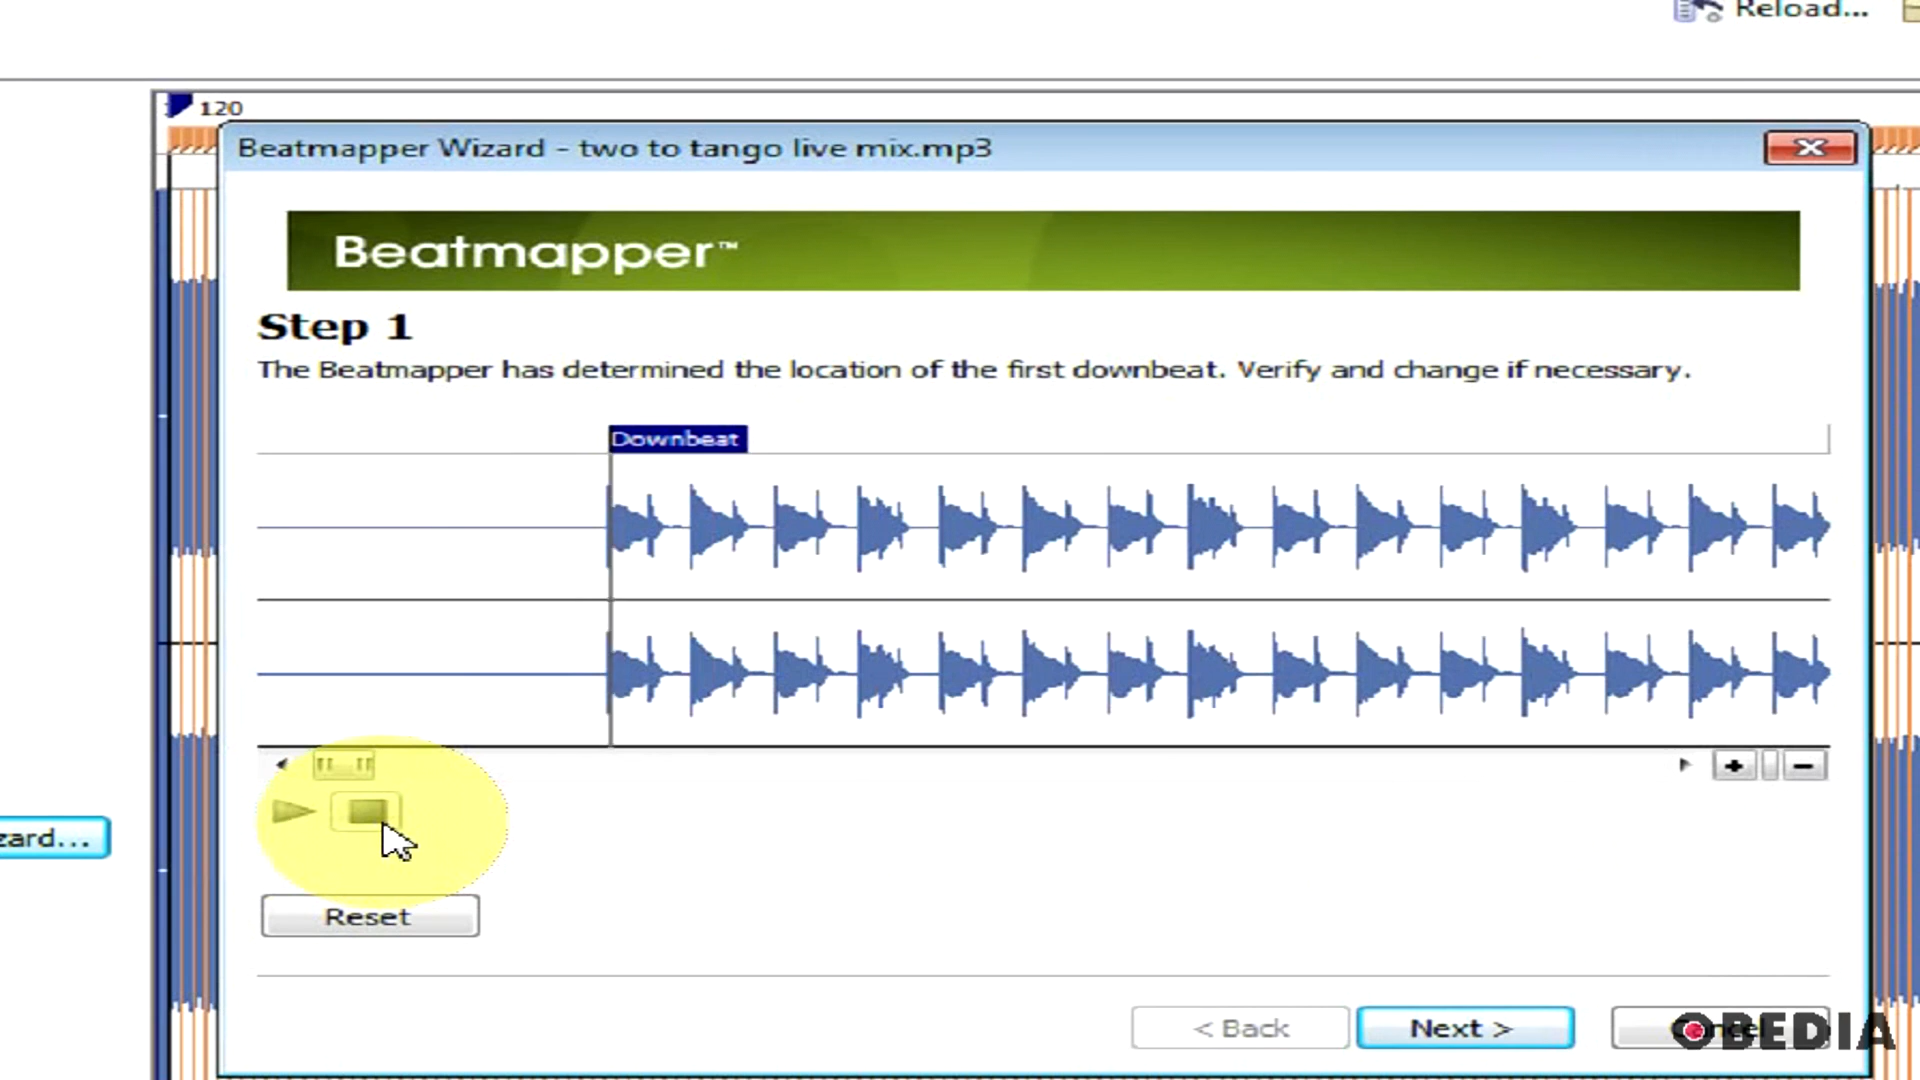 Reload...
120
Beatmapper Wizard - two to tango live mix.mp3
Beatmapper™
Step 1
The Beatmapper has determined the location of the first downbeat. Verify and change if necessary.
Downbeat
zard...
Reset
< Back
Next >
OBEDIA